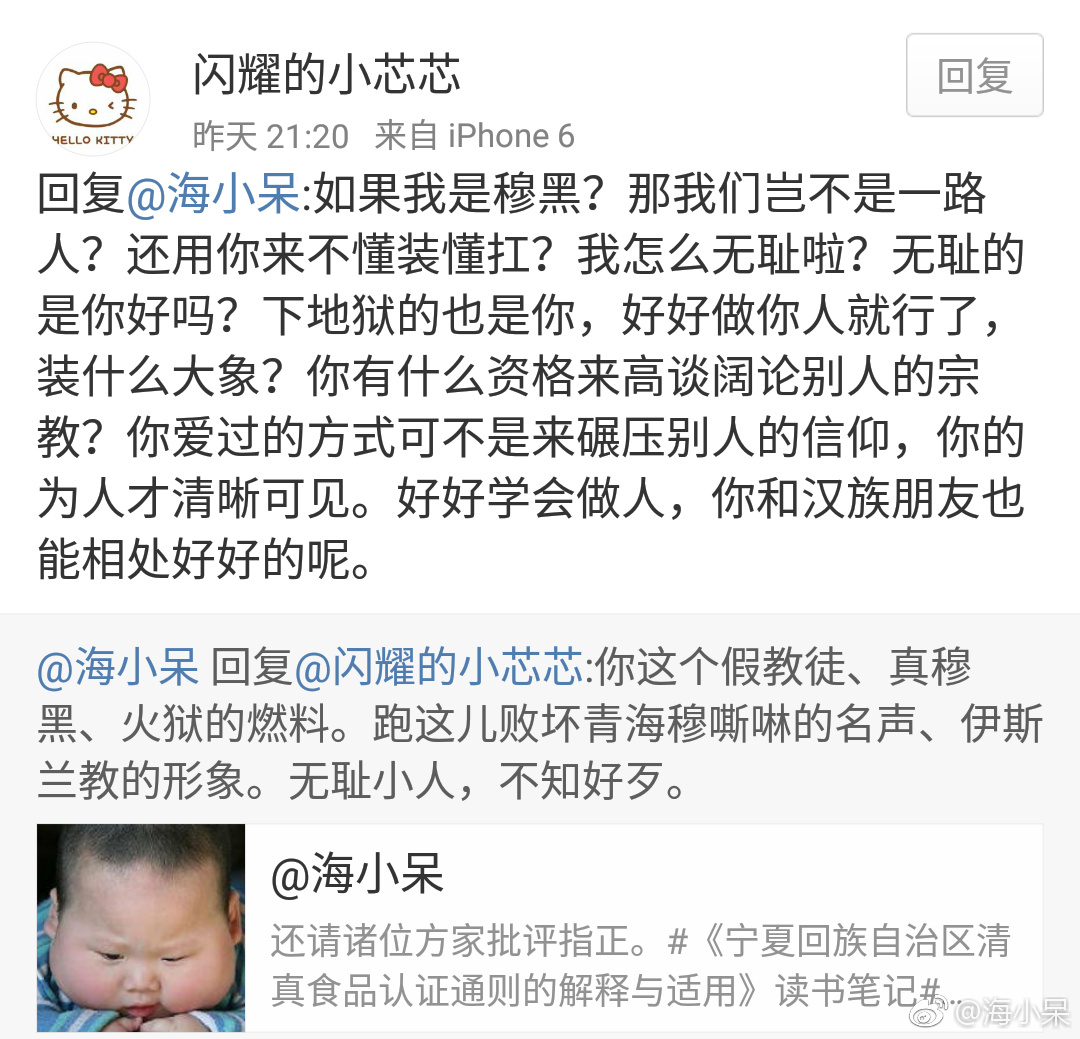 闪耀的小芯芯
回复
昨天 21:20 来自 iPhone 6
HELLO KITTY
回复@海小呆:如果我是穆黑？那我们岂不是一路
人？还用你来不懂装懂扛？我怎么无耻啦？无耻的
是你好吗？下地狱的也是你，好好做你人就行了，
装什么大象？你有什么资格来高谈阔论别人的宗
教？你爱过的方式可不是来碾压别人的信仰，你的
为人才清晰可见。好好学会做人，你和汉族朋友也
能相处好好的呢。
@海小呆 回复@闪耀的小芯芯:你这个假教徒、真穆
黑、火狱的燃料。跑这儿败坏青海穆嘶啉的名声、伊斯
兰教的形象。无耻小人，不知好歹。
@海小呆
还请诸位方家批评指正。#《宁夏回族自治区清
真食品认证通则的解释与适用》读书笔记#...
@海小呆